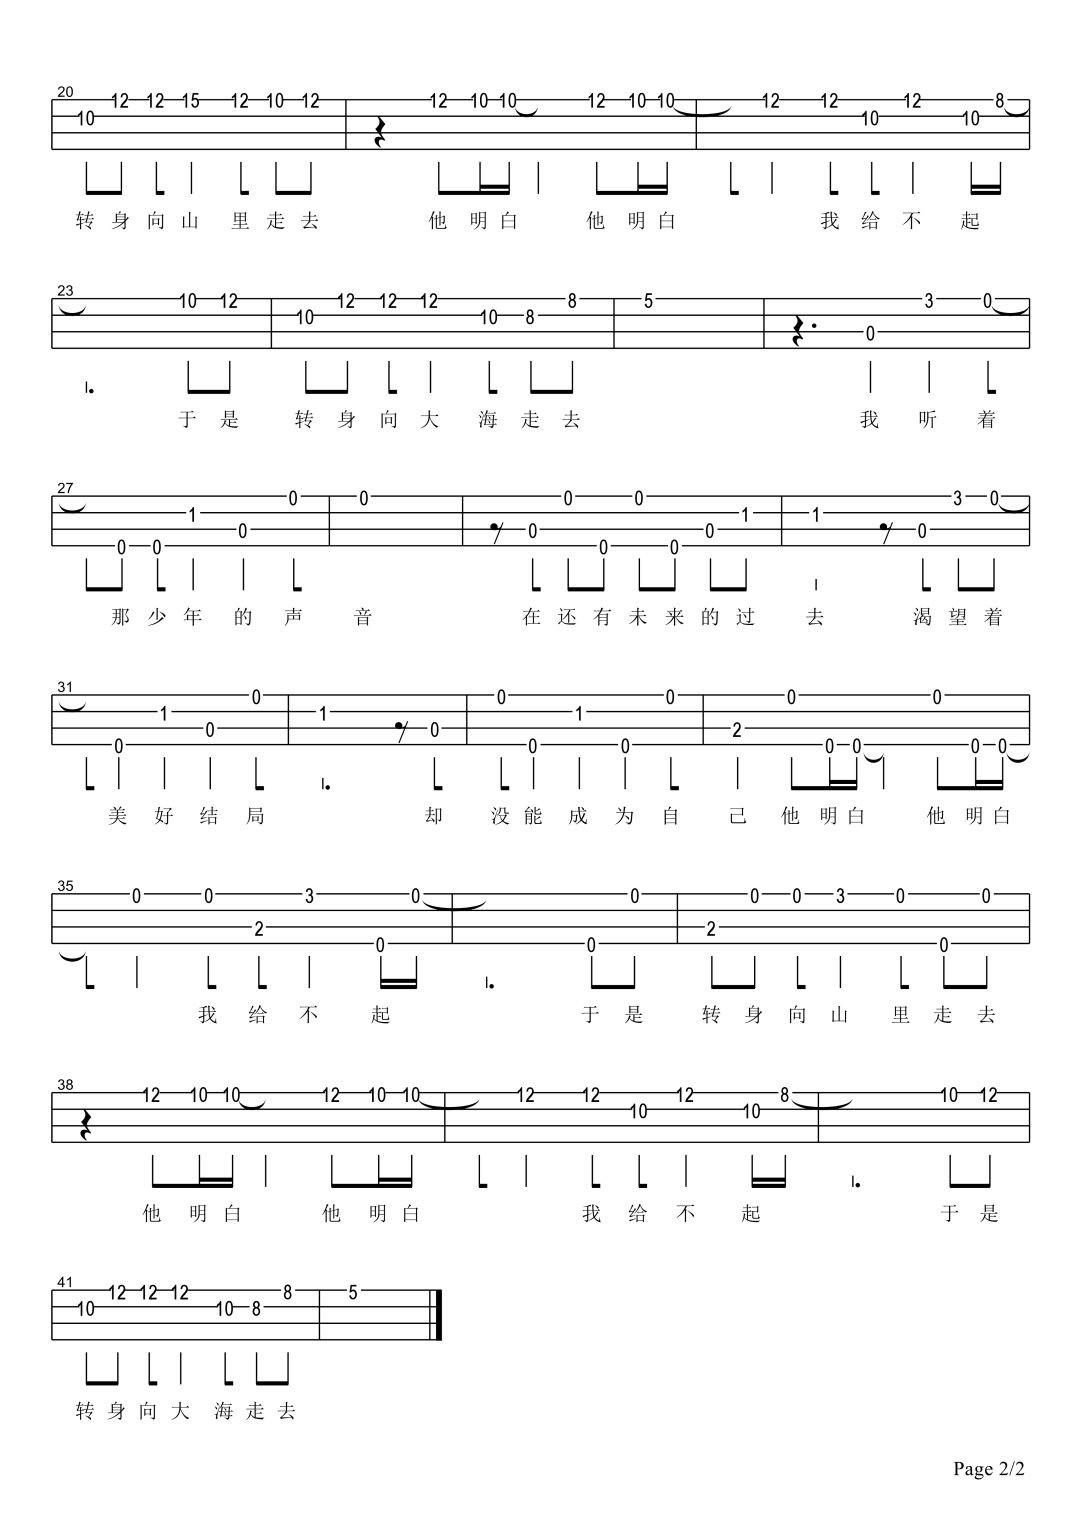 20
12 12 15 12 10 12 12 10 10 12 10 10 12 12 12 8
10 10 10
转 身 向 山 里 走 去 他 明 白 他 明 白 我 给 不 起
23
10 12 12 12 12 8 5 3 0
10 10 8
0
于 是 转 身 向 大 海 走 去 我 听 着
27
0 0 0 0 3 0
1 1 1
0 0 0 0
0 0 0 0
那 少 年 的 声 音 在 还 有 未 来 的 过 去 渴 望 着
31
0 0 0 0 0
1 1 1
0 0 2
0 0 0 0 0 0 0
美 好 结 局 却 没 能 成 为 自 己 他 明 白 他 明 白
35
0 0 3 0 0 0 0 3 0 0
2 2
0 0 0
我 给 不 起 于 是 转 身 向 山 里 走 去
38
12 10 10 12 10 10 12 12 12 8 10 12
10 10
他 明 白 他 明 白 我 给 不 起 于 是
41
12 12 12 8 5
10 10 8
转 身 向 大 海 走 去
Page 2/2